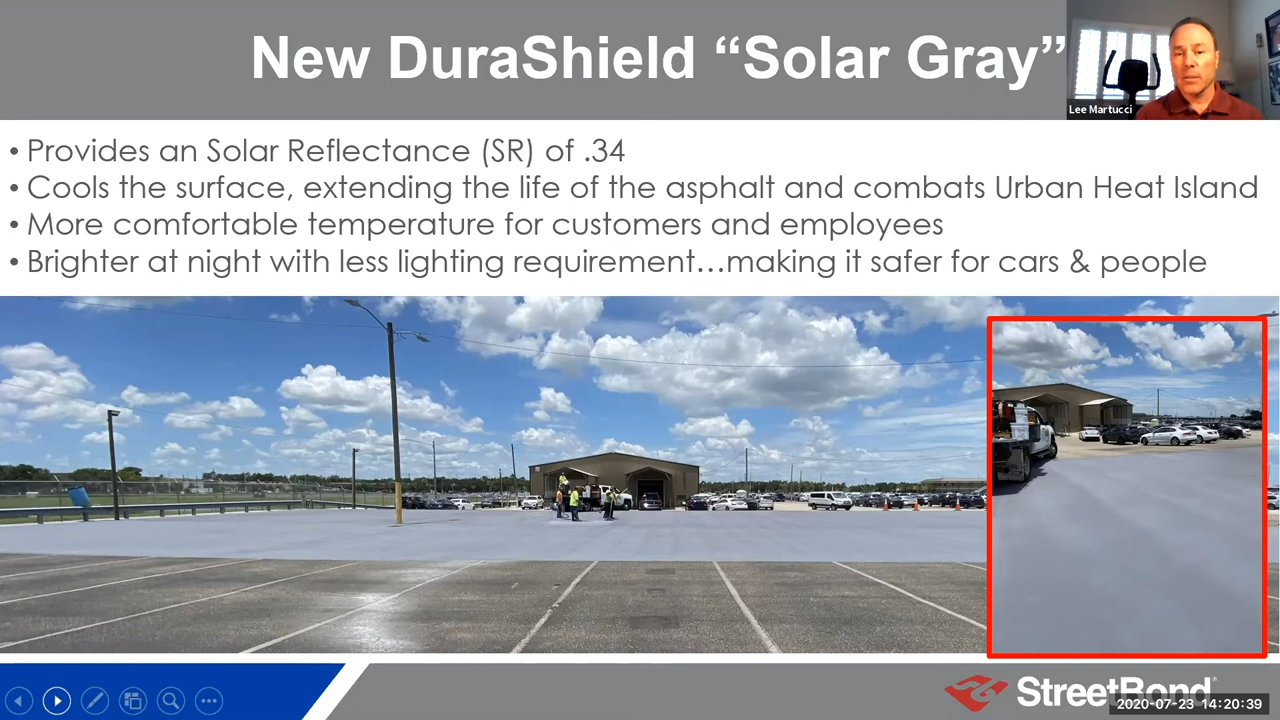 New DuraShield “Solar Gray”
Lee Martucci
• Provides an Solar Reflectance (SR) of .34
• Cools the surface, extending the life of the asphalt and combats Urban Heat Island
• More comfortable temperature for customers and employees
• Brighter at night with less lighting requirement…making it safer for cars & people
StreetBond
2020-07-23 14:20:39